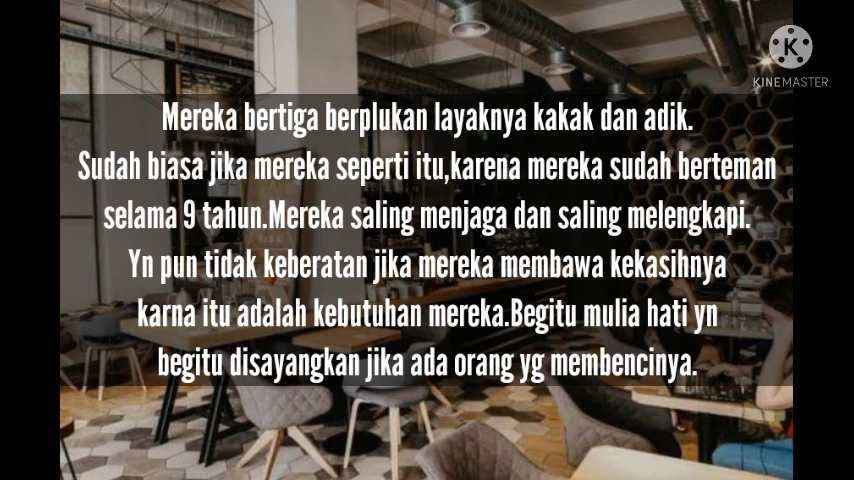 KINEMASTER
Mereka bertiga berplukan layaknya kakak dan adik.
Sudah biasa jika mereka seperti itu,karena mereka sudah berteman
selama 9 tahun.Mereka saling menjaga dan saling melengkapi.
Yn pun tidak keberatan jika mereka membawa kekasihnya
karna itu adalah kebutuhan mereka.Begitu mulia hati yn
begitu disayangkan jika ada orang yg membencinya.